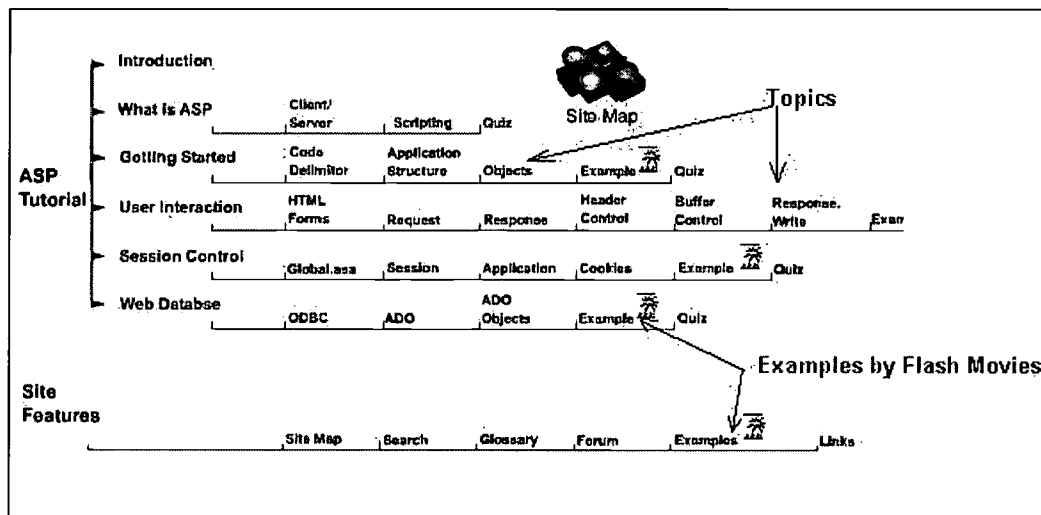 Introduction
Site Map
Topics
What is ASP
Client/
Server
Scripting
Quiz
Getting Started
Code
Delimitor
Application
Structure
Objects
Example
Quiz
ASP
Tutorial
User Interaction
HTML
Forms
Request
Response
Header
Control
Buffer
Control
Response.
Write
Exam
Session Control
Global.asa
Session
Application
Cookies
Example
Quiz
Web Databse
ODBC
ADO
ADO
Objects
Example
Quiz
Examples by Flash Movies
Site
Features
Site Map
Search
Glossary
Forum
Examples
Links